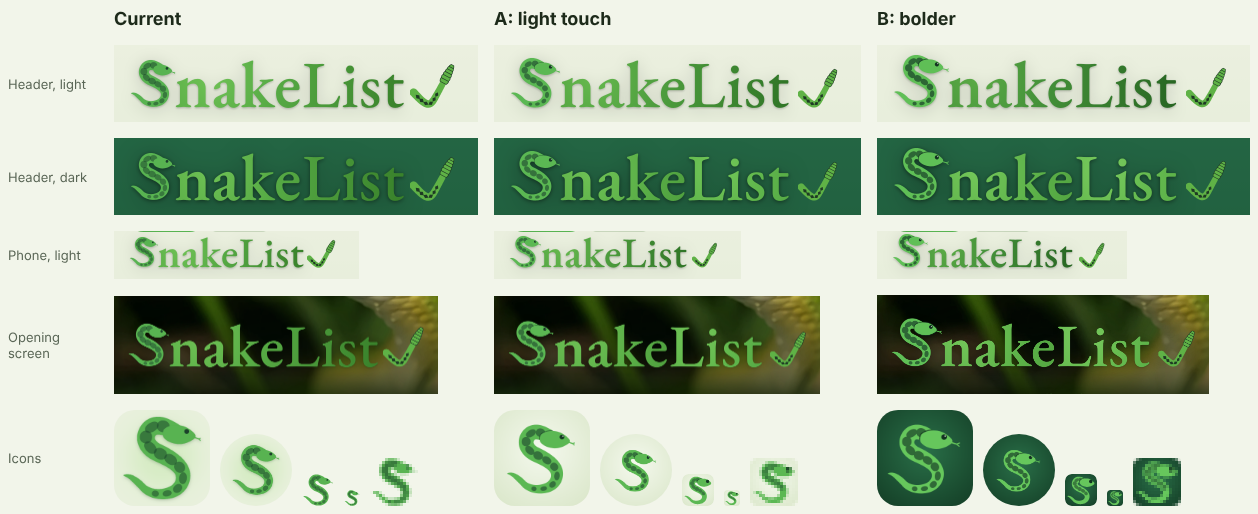 Current A: light touch B: bolder
Header, light SnakeList SnakeList SnakeList
Header, dark SnakeList SnakeList SnakeList
Phone, light SnakeList SnakeList SnakeList
Opening
screen SnakeList SnakeList SnakeList
Icons